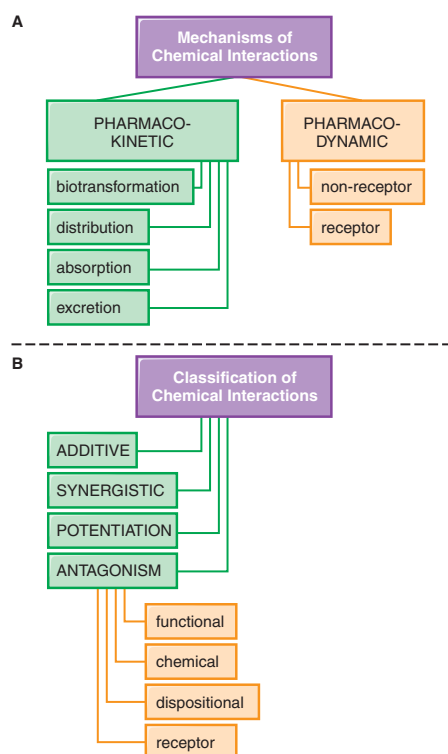 A
Mechanisms of
Chemical Interactions
PHARMACO-
KINETIC
PHARMACO-
DYNAMIC
biotransformation
non-receptor
distribution
receptor
absorption
excretion
B
Classification of
Chemical Interactions
ADDITIVE
SYNERGISTIC
POTENTIATION
ANTAGONISM
functional
chemical
dispositional
receptor